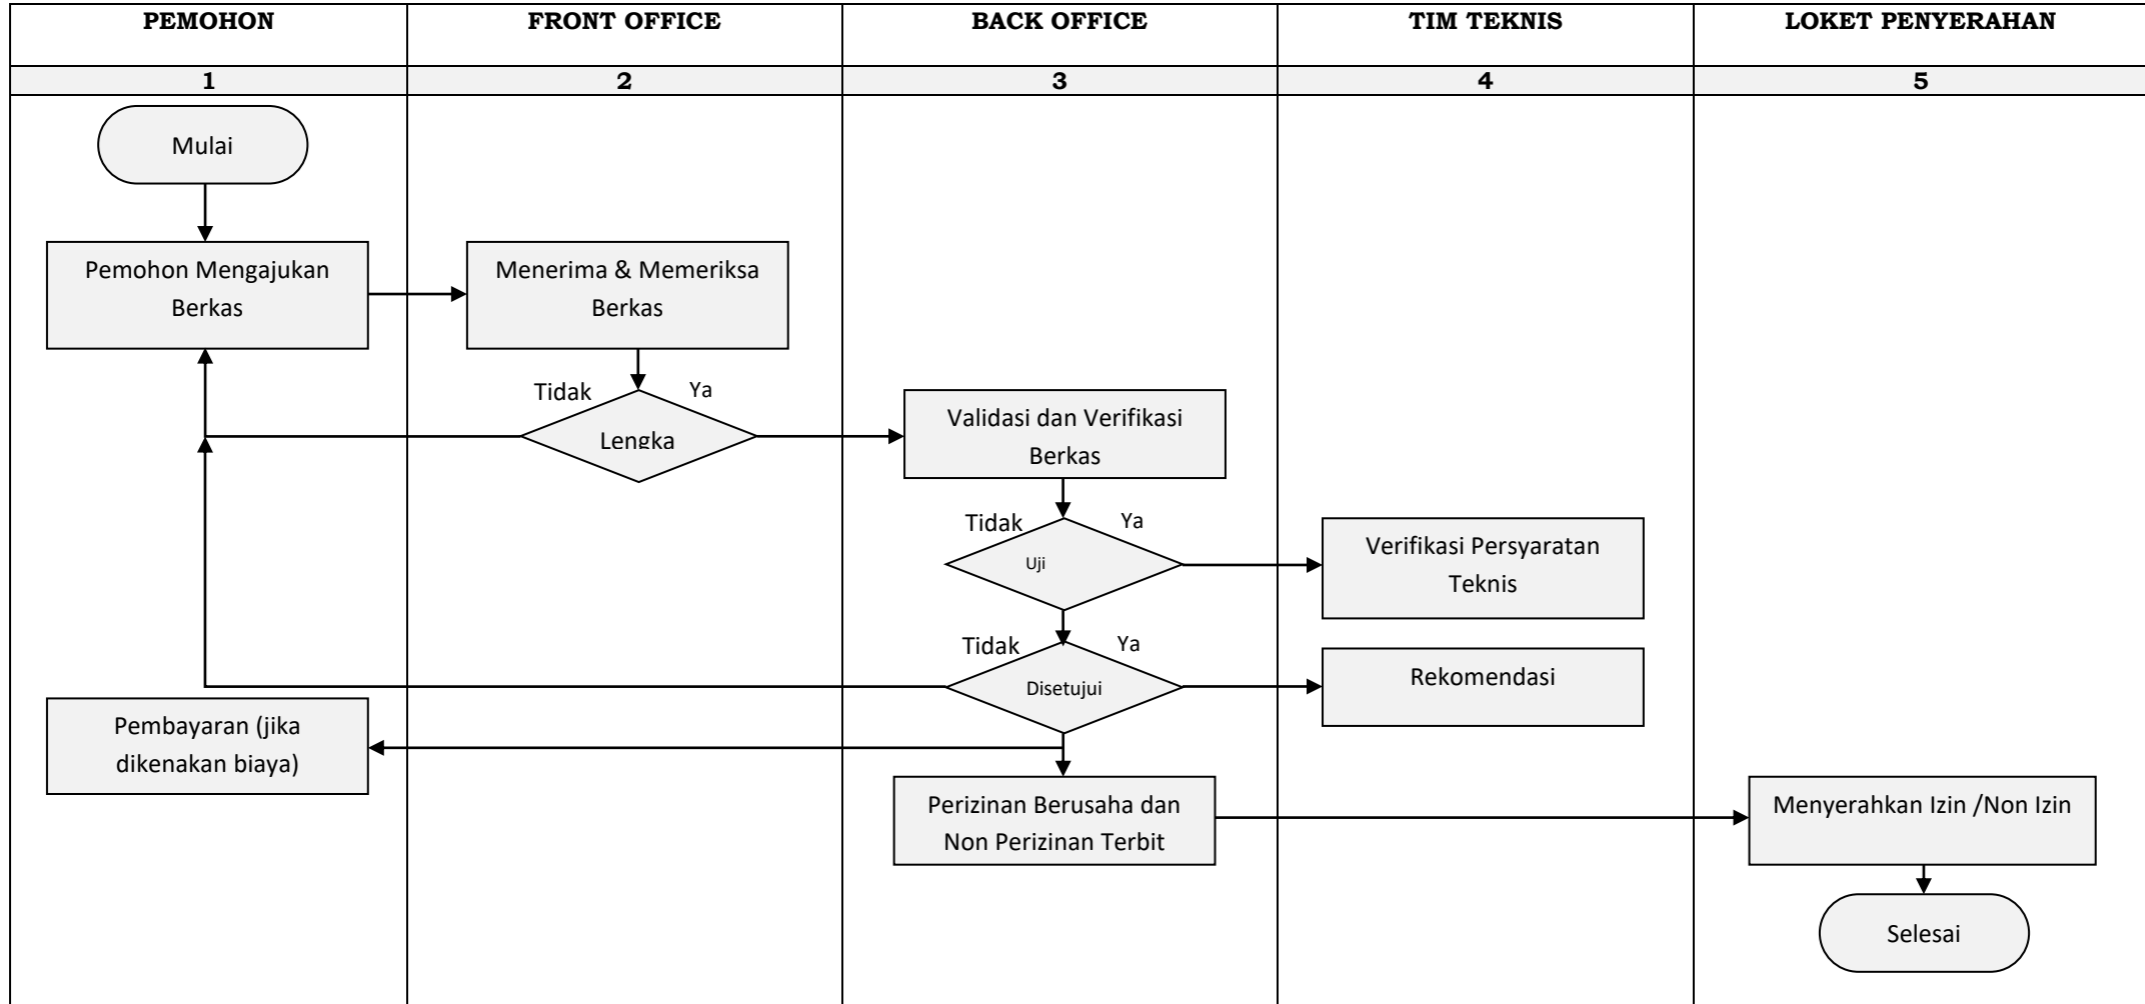 PEMOHON
FRONT OFFICE
BACK OFFICE
TIM TEKNIS
LOKET PENYERAHAN
1
2
3
4
5
Mulai
Pemohon Mengajukan
Berkas
Menerima & Memeriksa
Berkas
Tidak
Ya
Lengka
Validasi dan Verifikasi
Berkas
Tidak
Ya
Uji
Verifikasi Persyaratan
Teknis
Tidak
Ya
Disetujui
Rekomendasi
Pembayaran (jika
dikenakan biaya)
Perizinan Berusaha dan
Non Perizinan Terbit
Menyerahkan Izin /Non Izin
Selesai